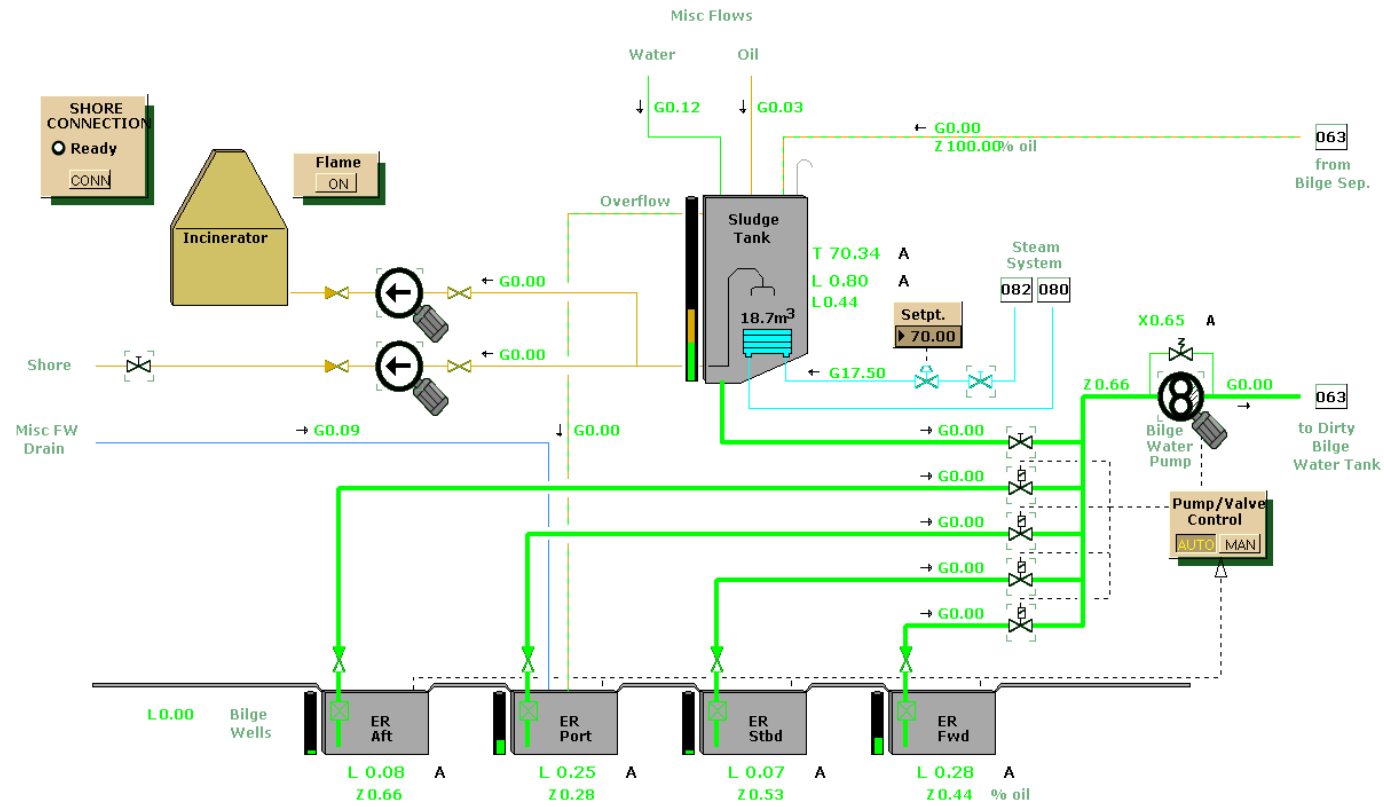 Misc Flows
Water
Oil
G0.12
G0.03
SHORE
CONNECTION
Ready
CONN
Flame
ON
G0.00
Z 100.00 % oil
063
from
Bilge Sep.
Incinerator
Overflow
Sludge
Tank
T 70.34 A
L 0.80 A
L 0.44
18.7m³
Steam
System
082 080
Setpt.
70.00
G0.00
G0.00
G17.50
X0.65 A
Z
Z0.66
G0.00
063
to Dirty
Bilge
Water Tank
Bilge
Water
Pump
Shore
Misc FW
Drain
G0.09
G0.00
G0.00
G0.00
G0.00
G0.00
G0.00
Pump/Valve
Control
AUTO MAN
L 0.00
Bilge
Wells
ER
Aft
ER
Port
ER
Stbd
ER
Fwd
L 0.08 A
L 0.25 A
L 0.07 A
L 0.28 A
Z0.66
Z0.28
Z0.53
Z0.44 % oil